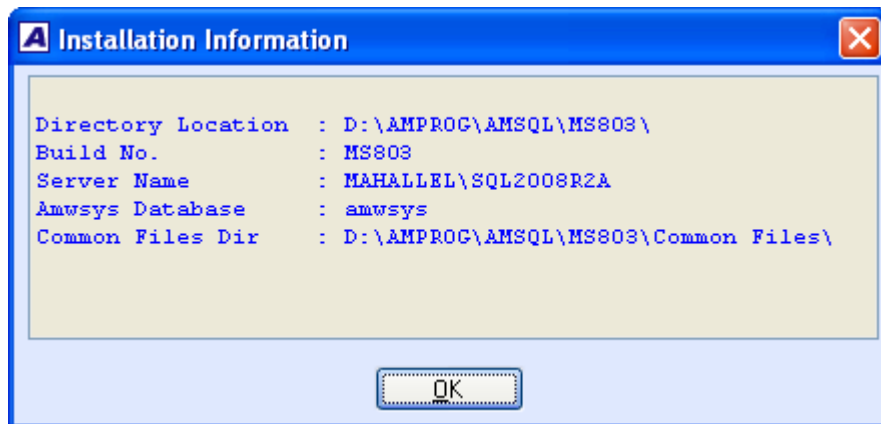 Installation Information
Directory Location : D:\AMPROG\AMSQL\MS803\
Build No. : MS803
Server Name : MAHALLEL\SQL2008R2A
Amwsys Database : amwsys
Common Files Dir : D:\AMPROG\AMSQL\MS803\Common Files\
OK